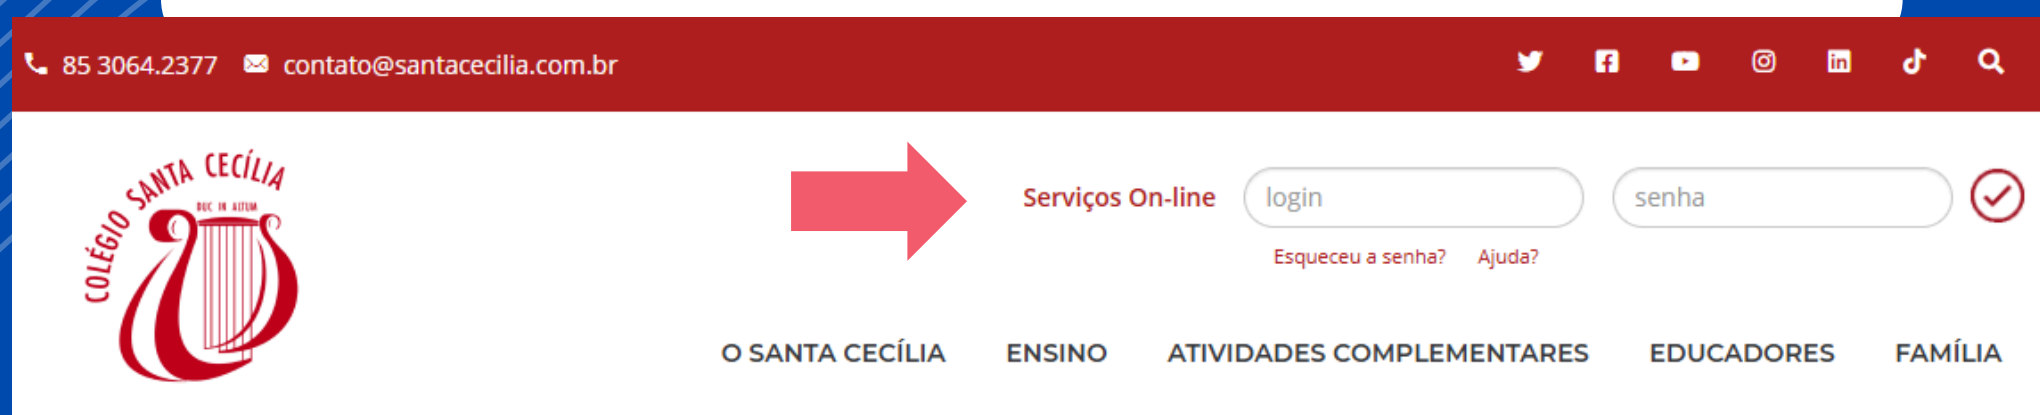 85 3064.2377 contato@santacecilia.com.br
COLÉGIO SANTA CECÍLIA
DUC IN ALTUM
Serviços On-line login senha
Esqueceu a senha? Ajuda?
O SANTA CECÍLIA ENSINO ATIVIDADES COMPLEMENTARES EDUCADORES FAMÍLIA